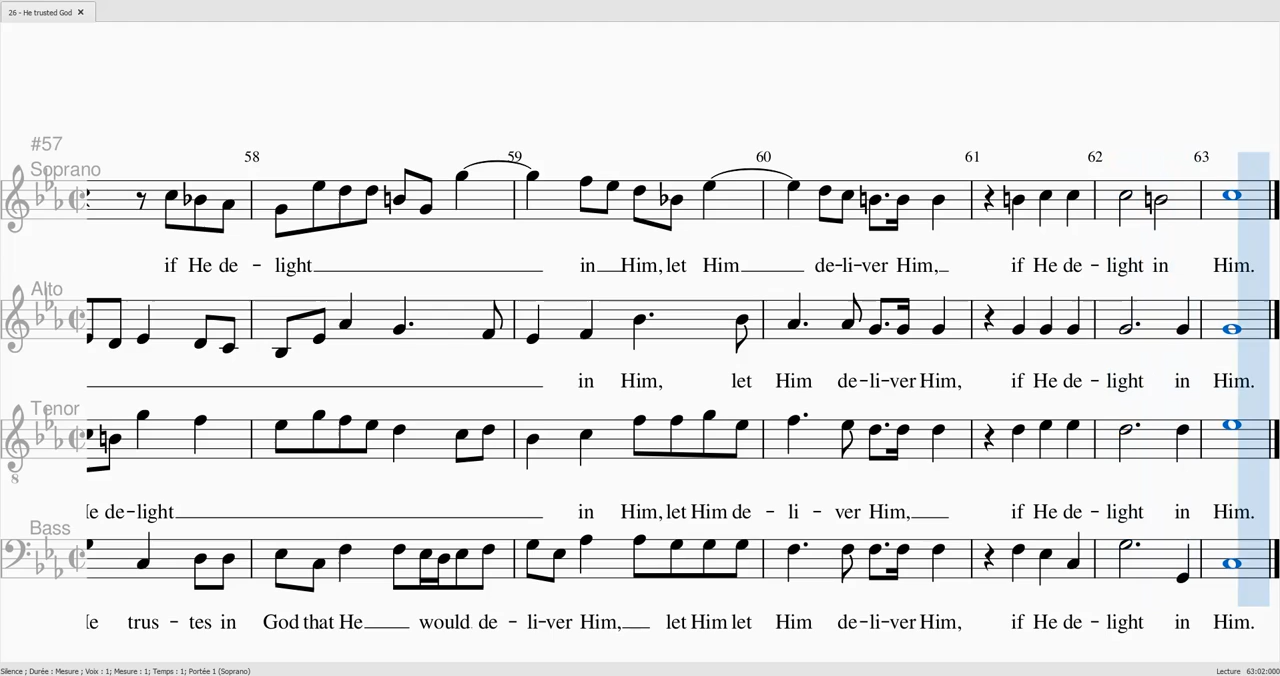 26 - He trusted God ✕
#57
58 59 60 61 62 63
Soprano
if He de - light in Him, let Him de-li-ver Him, if He de - light in Him.
Alto
in Him, let Him de-li-ver Him, if He de - light in Him.
Tenor
8
de-light in Him, let Him de - li - ver Him, if He de - light in Him.
Bass
trus - tes in God that He would de - li-ver Him, let Him let Him de-li-ver Him, if He de - light in Him.
Silence ; Durée : Mesure ; Voix : 1; Mesure : 1; Temps : 1; Portée 1 (Soprano) Lecture 63:02:000